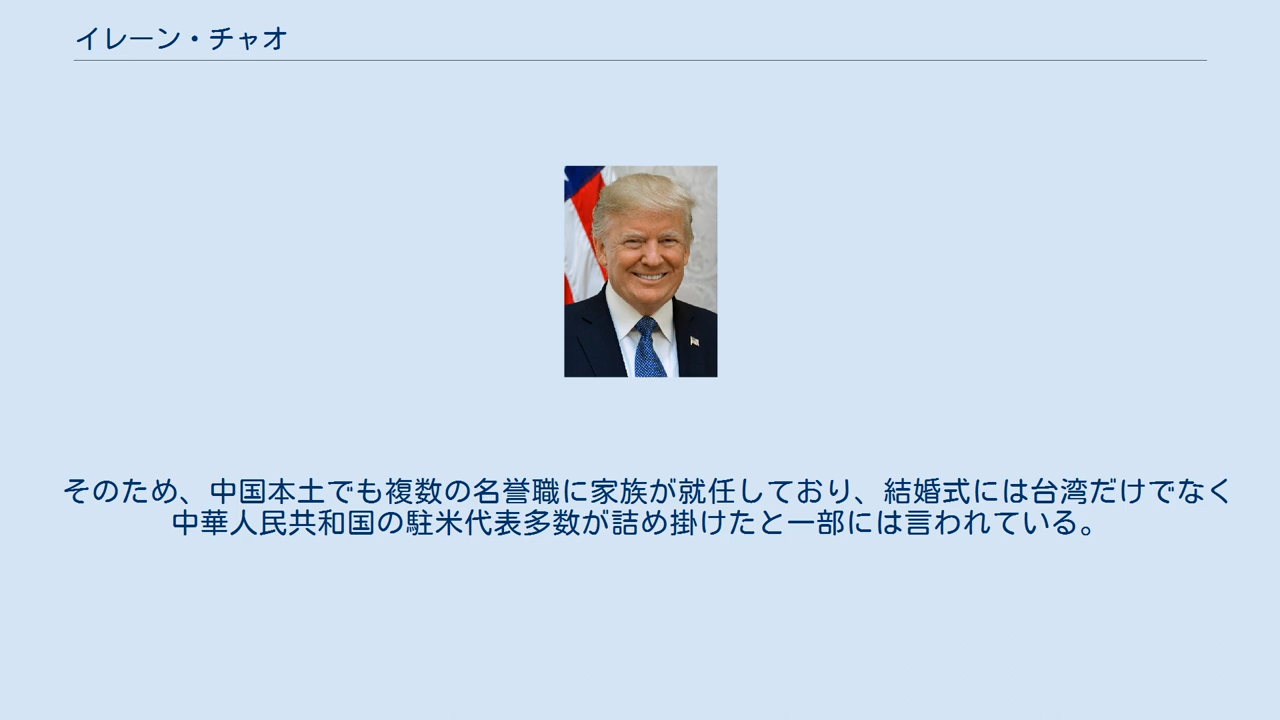 イレーン・チャオ
そのため、中国本土でも複数の名誉職に家族が就任しており、結婚式には台湾だけでなく
中華人民共和国の駐米代表多数が詰め掛けたと一部には言われている。